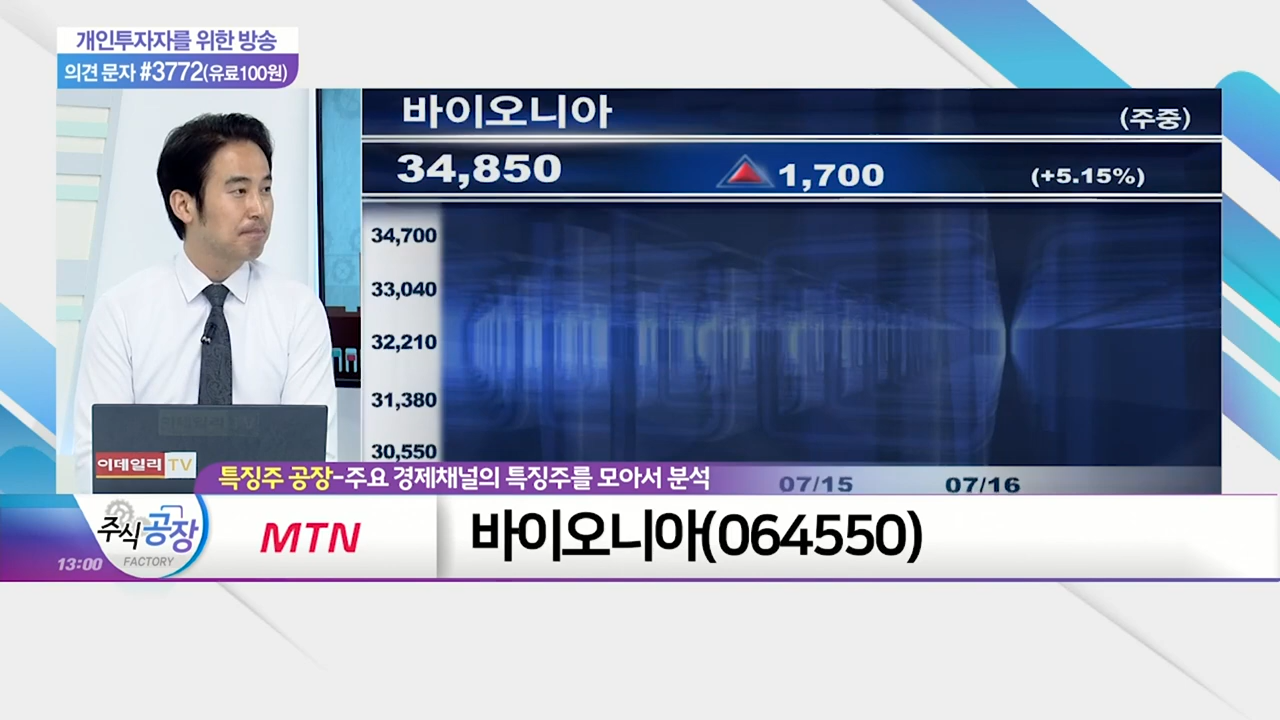 개인투자자를 위한 방송
의견 문자 #3772(유료100원)
바이오니아
(주중)
34,850
1,700
(+5.15%)
34,700
33,040
32,210
31,380
30,550
07/15
07/16
이데일리 TV
특징주 공장-주요 경제채널의 특징주를 모아서 분석
주식공장
FACTORY
13:00
MTN
바이오니아(064550)